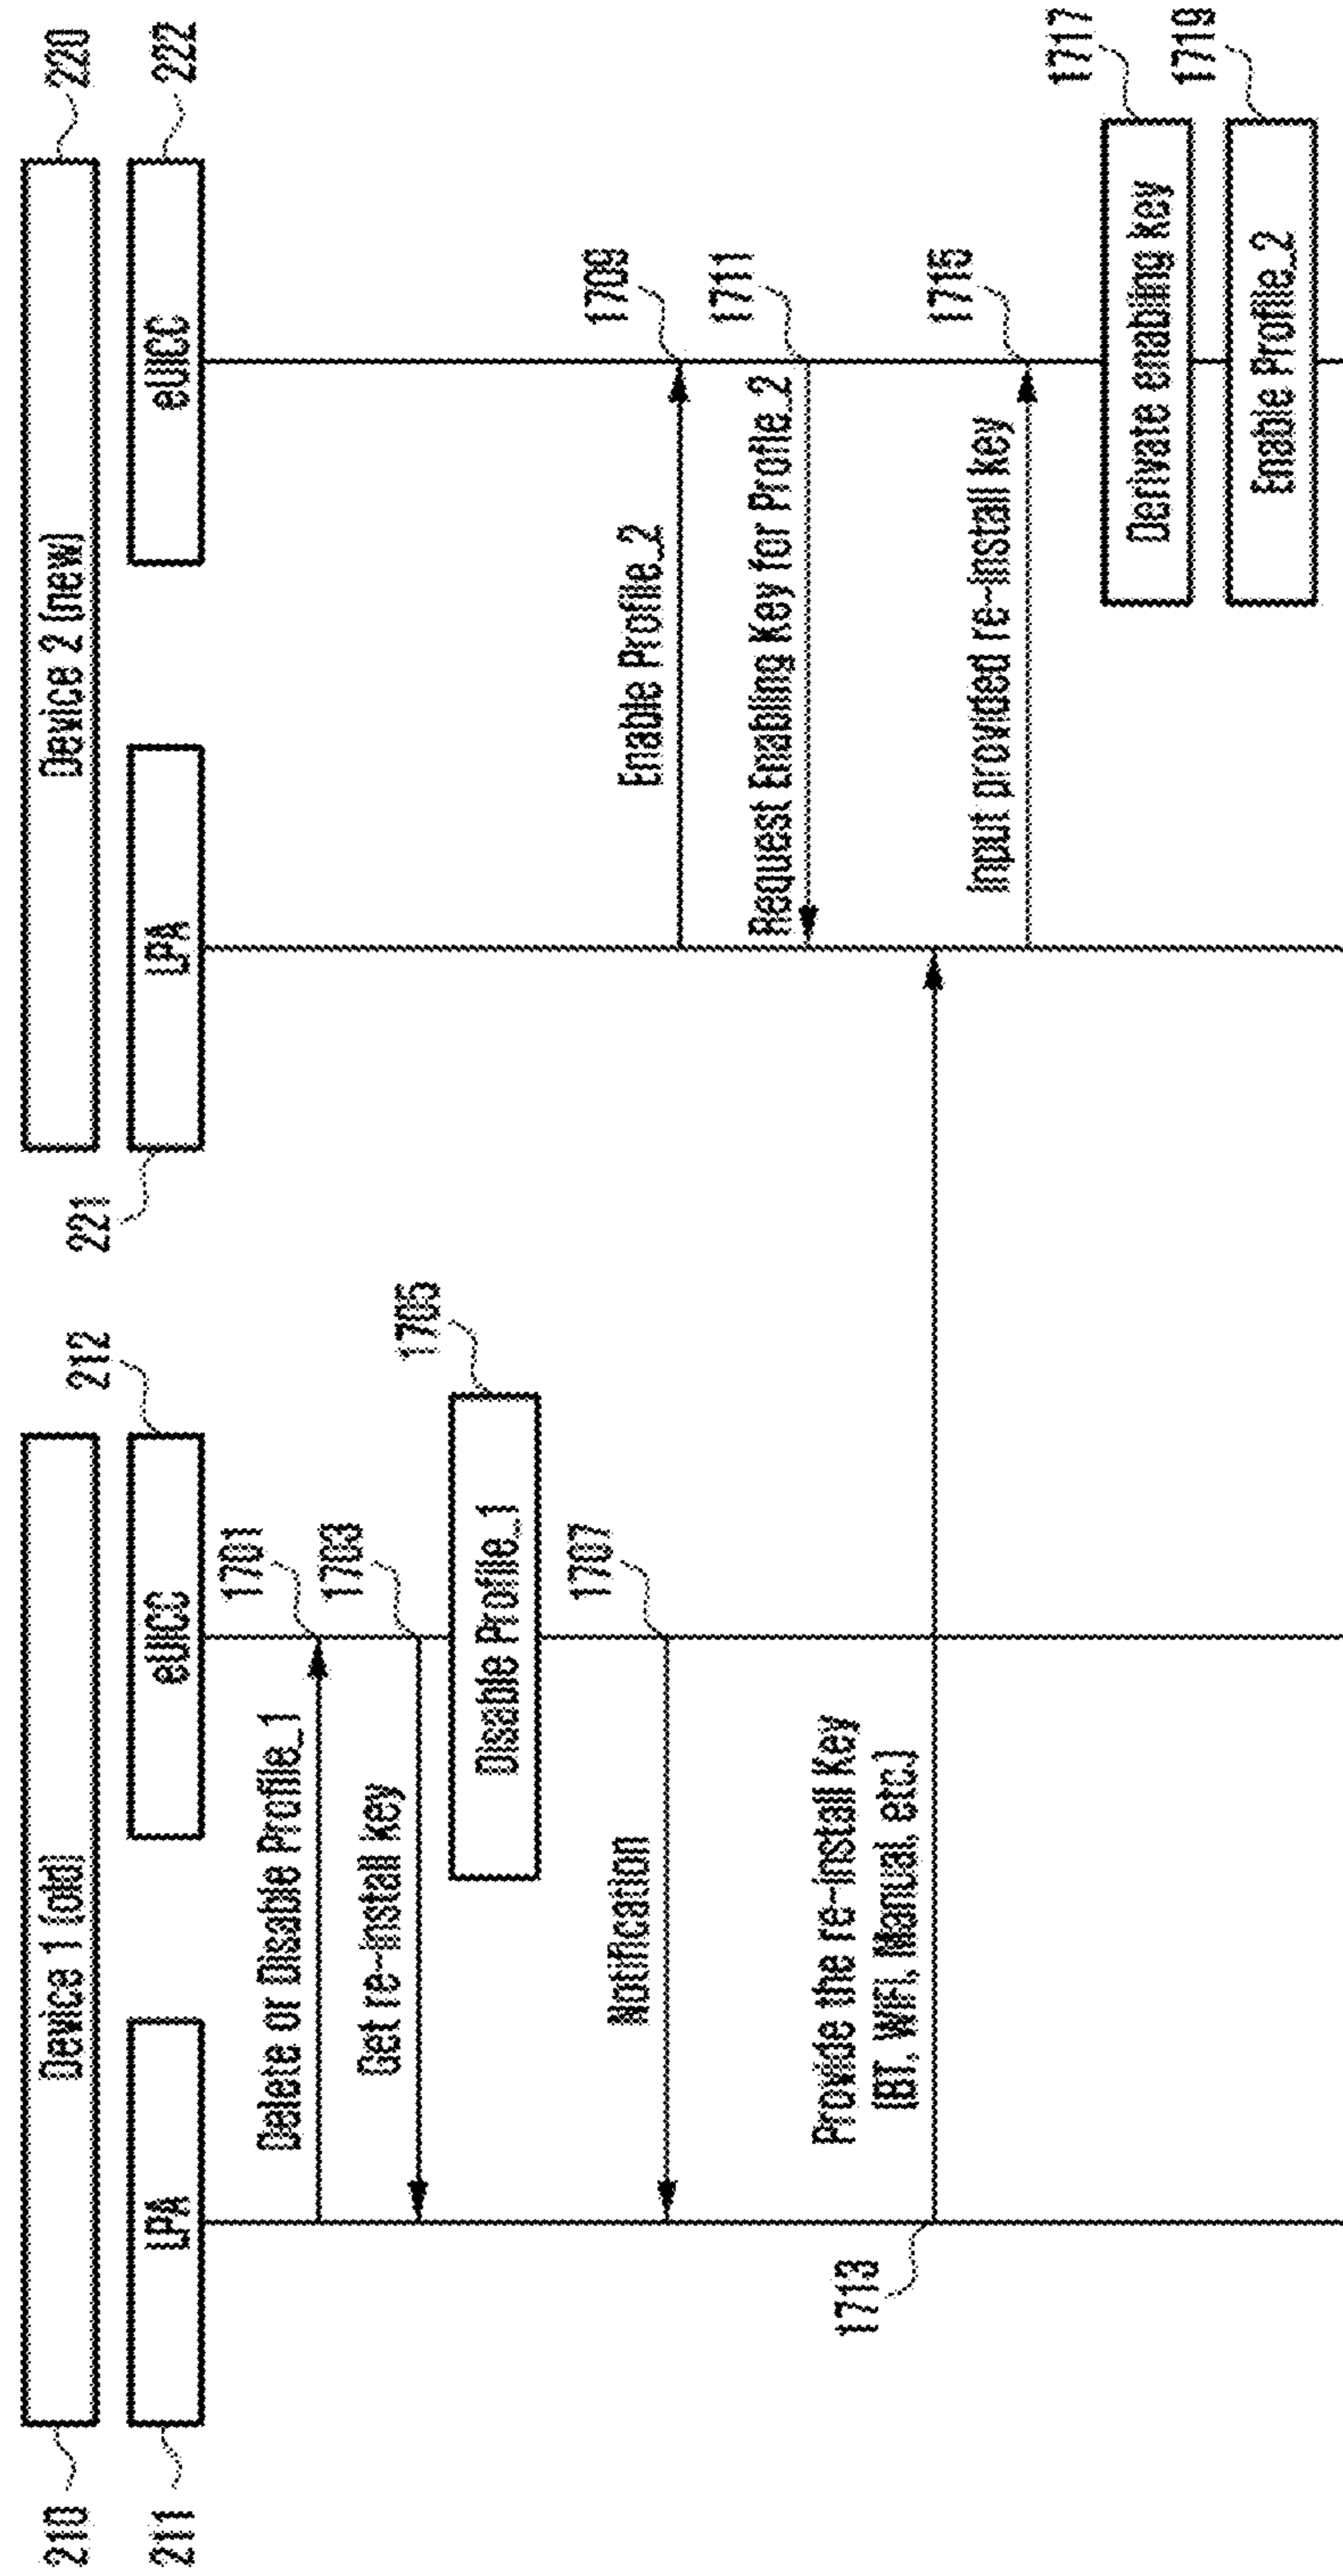 210
Device 1 (old)
Device 2 (new)
220
211
LPA
eUICC
212
221
LPA
eUICC
222
Delete or Disable Profile_1
1701
Get re-install key
1703
Disable Profile_1
1705
Notification
1707
Enable Profile_2
1709
Request Enabling Key for Profile_2
1711
1713
Provide the re-install Key
(BT, WiFi, Manual, etc.)
Input provided re-install key
1715
Derivate enabling key
1717
Enable Profile_2
1719